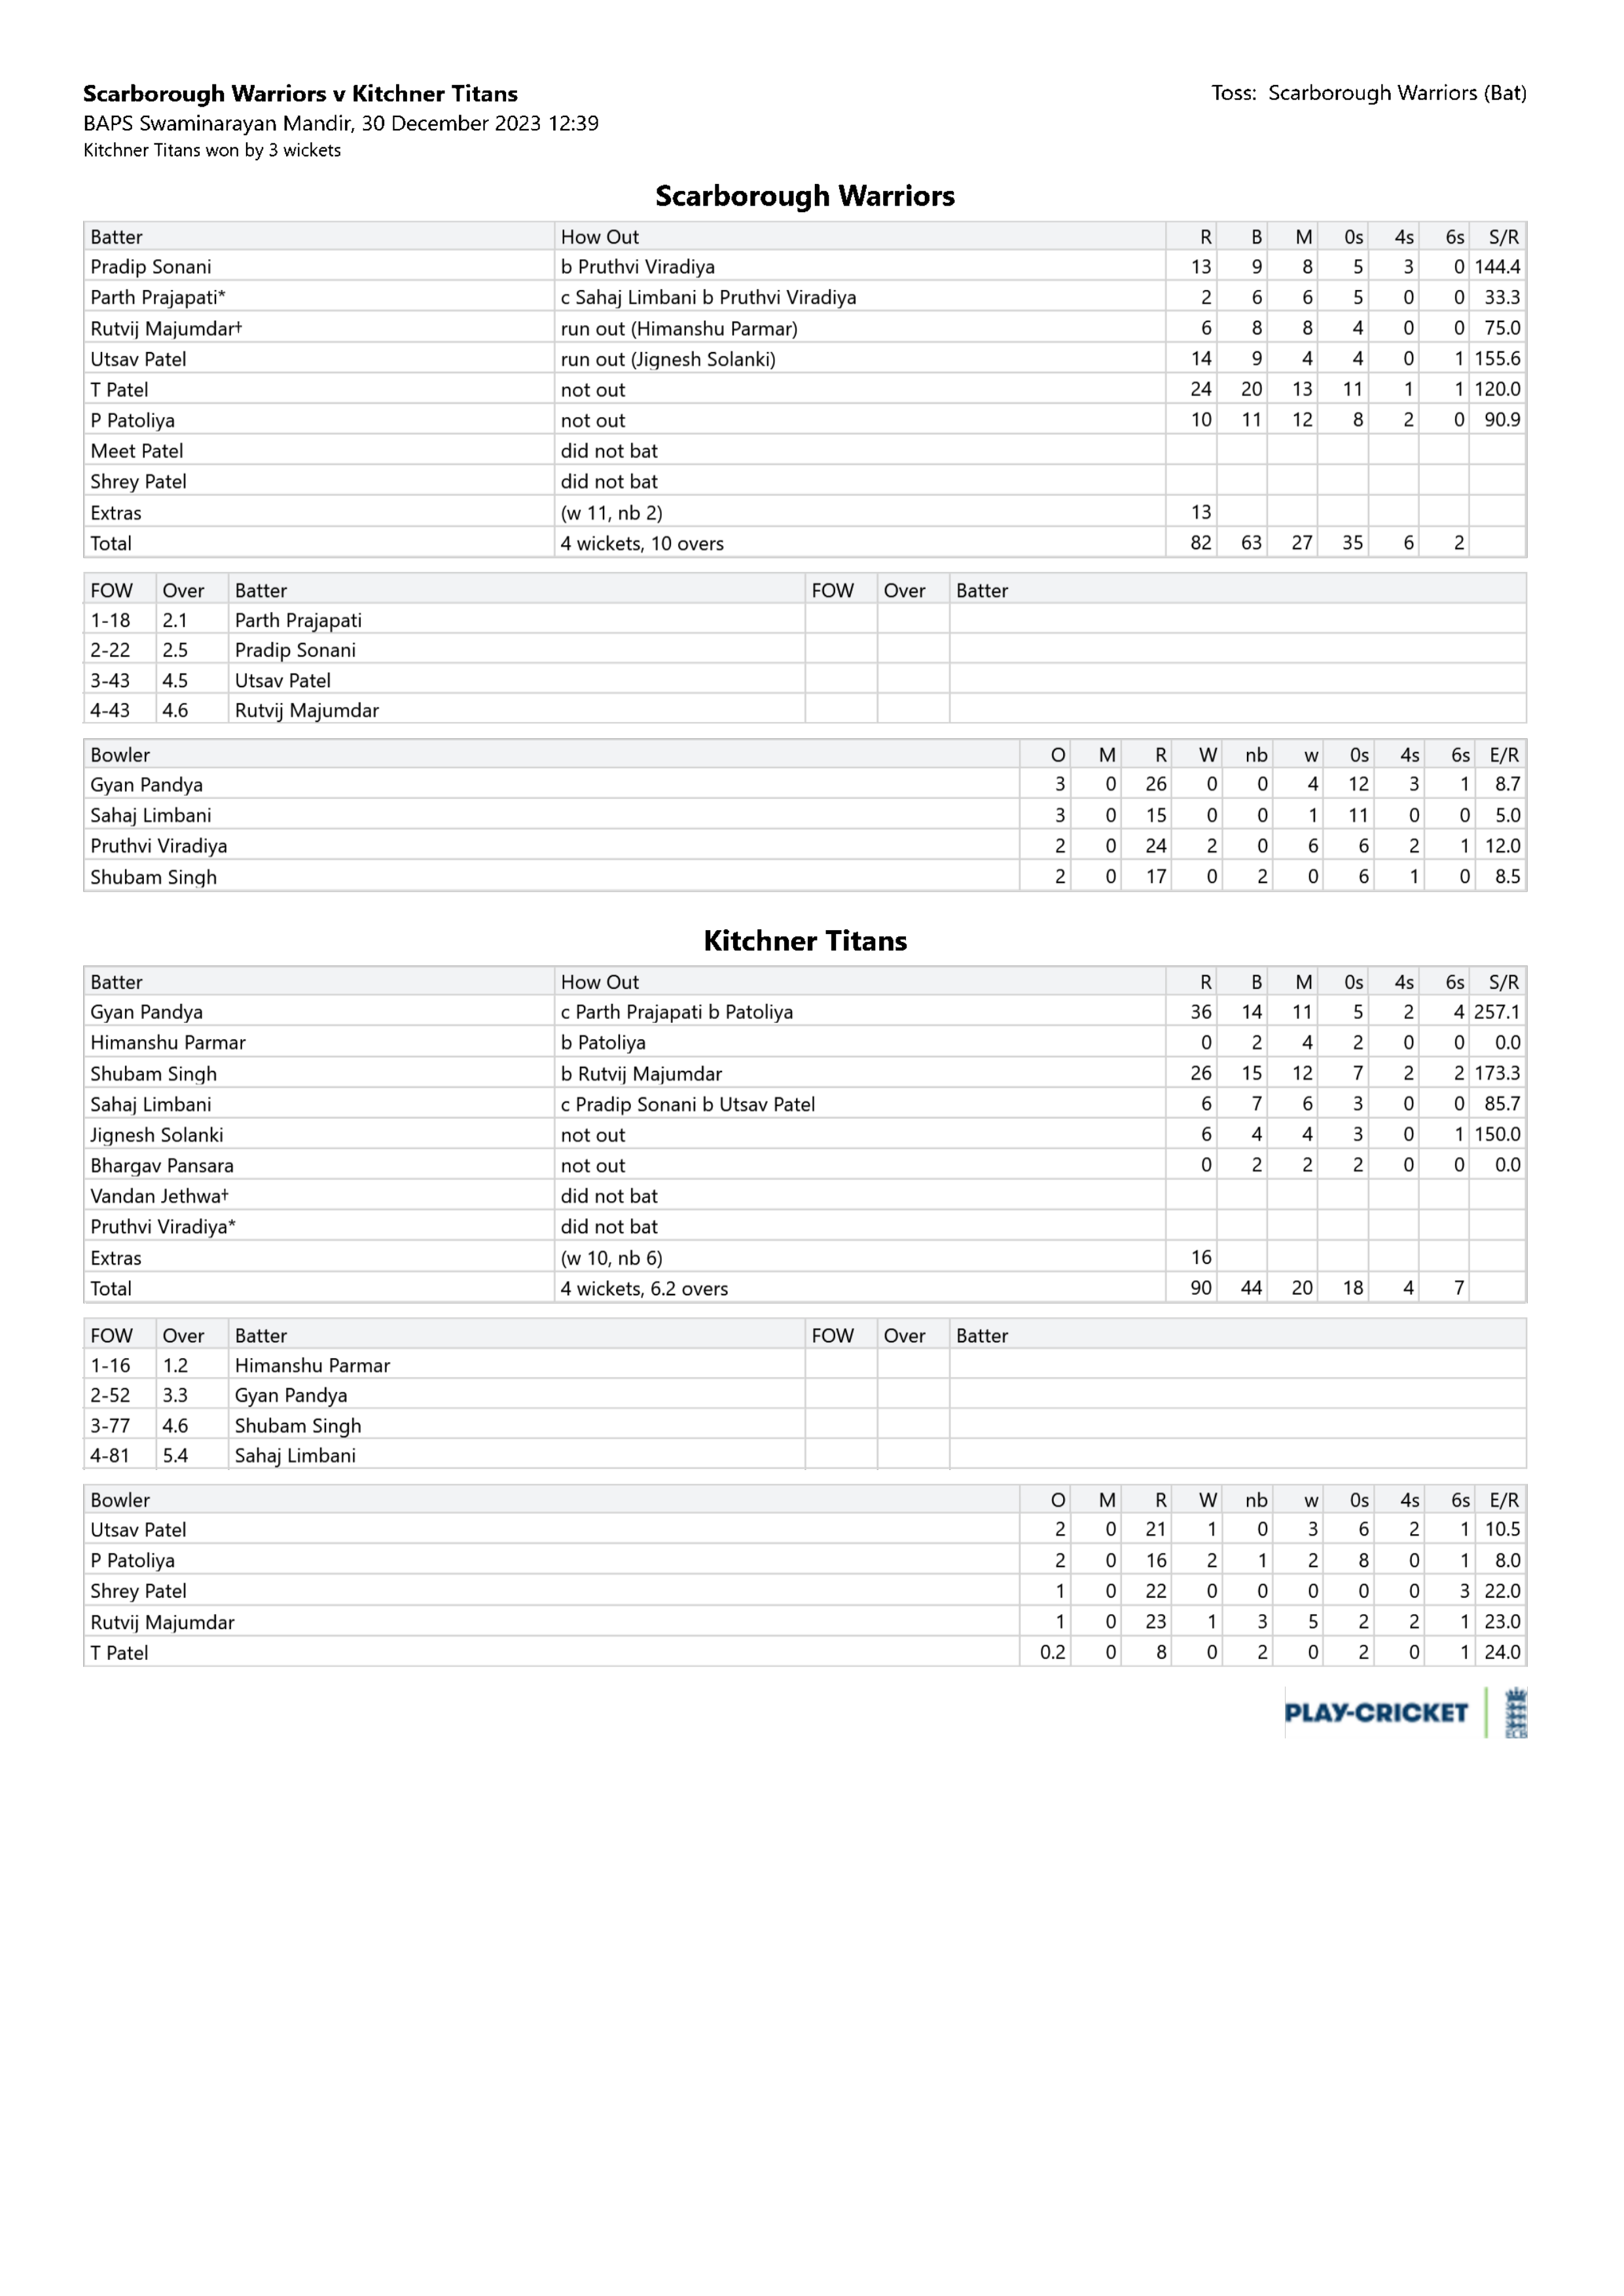 Scarborough Warriors v Kitchner Titans Toss: Scarborough Warriors (Bat)
BAPS Swaminarayan Mandir, 30 December 2023 12:39
Kitchner Titans won by 3 wickets
Scarborough Warriors
Batter How Out R B M 0s 4s 6s S/R
Pradip Sonani b Pruthvi Viradiya 13 9 8 5 3 0 144.4
Parth Prajapati* c Sahaj Limbani b Pruthvi Viradiya 2 6 6 5 0 0 33.3
Rutvij Majumdar† run out (Himanshu Parmar) 6 8 8 4 0 0 75.0
Utsav Patel run out (Jignesh Solanki) 14 9 4 4 0 1 155.6
T Patel not out 24 20 13 11 1 1 120.0
P Patoliya not out 10 11 12 8 2 0 90.9
Meet Patel did not bat
Shrey Patel did not bat
Extras (w 11, nb 2) 13
Total 4 wickets, 10 overs 82 63 27 35 6 2
FOW Over Batter FOW Over Batter
1-18 2.1 Parth Prajapati
2-22 2.5 Pradip Sonani
3-43 4.5 Utsav Patel
4-43 4.6 Rutvij Majumdar
Bowler O M R W nb w 0s 4s 6s E/R
Gyan Pandya 3 0 26 0 0 4 12 3 1 8.7
Sahaj Limbani 3 0 15 0 0 1 11 0 0 5.0
Pruthvi Viradiya 2 0 24 2 0 6 6 2 1 12.0
Shubam Singh 2 0 17 0 2 0 6 1 0 8.5
Kitchner Titans
Batter How Out R B M 0s 4s 6s S/R
Gyan Pandya c Parth Prajapati b Patoliya 36 14 11 5 2 4 257.1
Himanshu Parmar b Patoliya 0 2 4 2 0 0 0.0
Shubam Singh b Rutvij Majumdar 26 15 12 7 2 2 173.3
Sahaj Limbani c Pradip Sonani b Utsav Patel 6 7 6 3 0 0 85.7
Jignesh Solanki not out 6 4 4 3 0 1 150.0
Bhargav Pansara not out 0 2 2 2 0 0 0.0
Vandan Jethwa† did not bat
Pruthvi Viradiya* did not bat
Extras (w 10, nb 6) 16
Total 4 wickets, 6.2 overs 90 44 20 18 4 7
FOW Over Batter FOW Over Batter
1-16 1.2 Himanshu Parmar
2-52 3.3 Gyan Pandya
3-77 4.6 Shubam Singh
4-81 5.4 Sahaj Limbani
Bowler O M R W nb w 0s 4s 6s E/R
Utsav Patel 2 0 21 1 0 3 6 2 1 10.5
P Patoliya 2 0 16 2 1 2 8 0 1 8.0
Shrey Patel 1 0 22 0 0 0 0 0 3 22.0
Rutvij Majumdar 1 0 23 1 3 5 2 2 1 23.0
T Patel 0.2 0 8 0 2 0 2 0 1 24.0
PLAY-CRICKET ECB